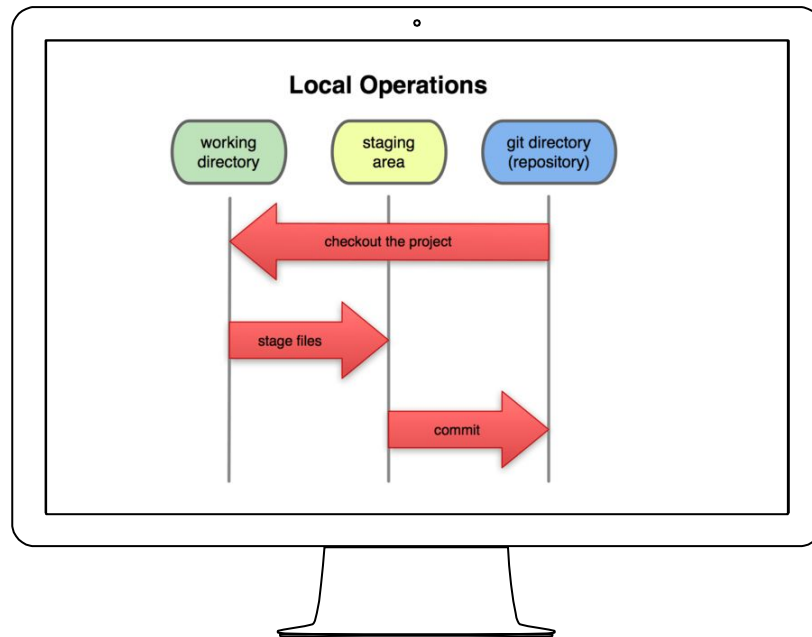 Local Operations
working
directory
staging
area
git directory
(repository)
checkout the project
stage files
commit